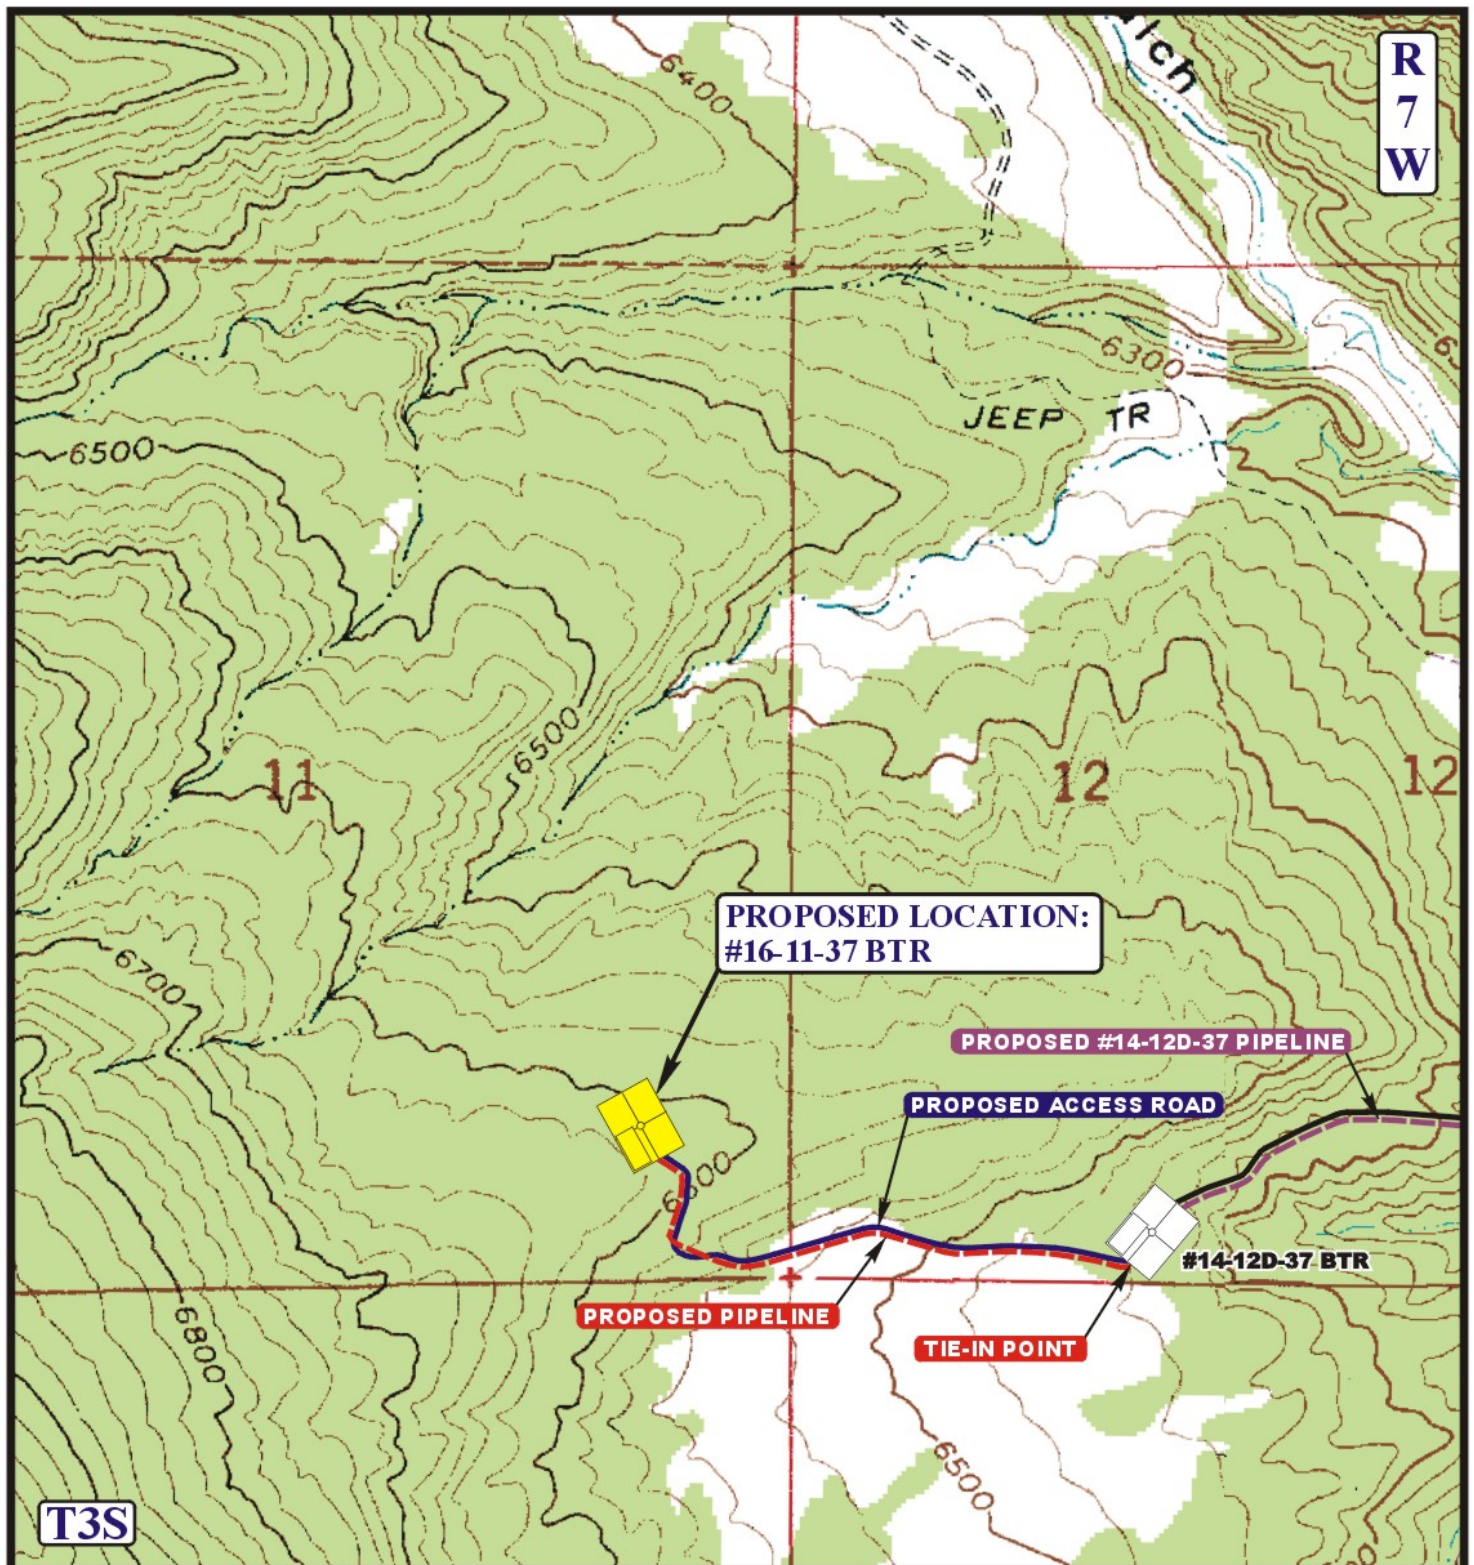 ulch
R
7
W
6400
6300
JEEP TR
6500
6500
11
12
12
PROPOSED LOCATION:
#16-11-37 BTR
6700
PROPOSED #14-12D-37 PIPELINE
PROPOSED ACCESS ROAD
#14-12D-37 BTR
PROPOSED PIPELINE
TIE-IN POINT
6800
6500
T3S